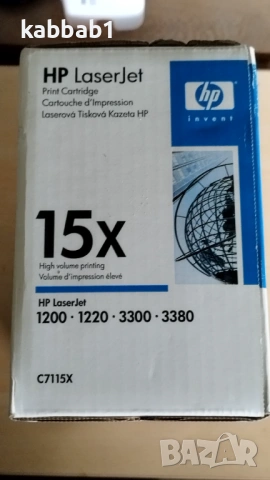 kabbab1
HP LaserJet
Print Cartridge
Cartouche d'Impression
Laserová Tisková Kazeta HP
hp
invent
15x
High volume printing
Volume d'impression élevé
HP LaserJet
1200 · 1220 · 3300 · 3380
C7115X
BAZAR